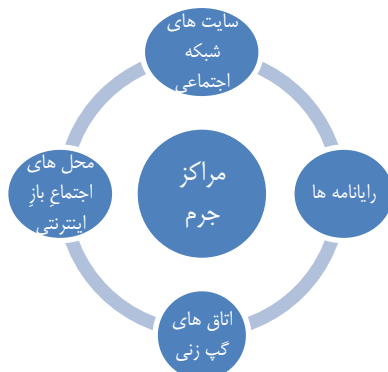 سایت های
شبکه
اجتماعی
مراکز
جرم
رایانامه ها
محل های
اجتماعِ بازِ
اینترنتی
اتاق های
گپ زنی